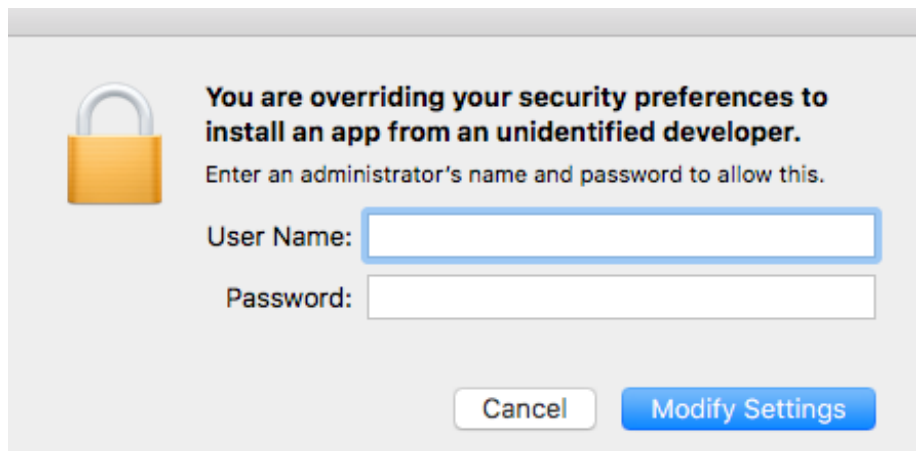 You are overriding your security preferences to
install an app from an unidentified developer.
Enter an administrator’s name and password to allow this.
User Name:
Password:
Cancel
Modify Settings